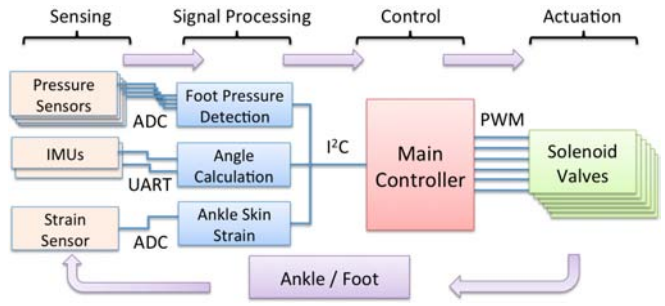 Sensing
Signal Processing
Control
Actuation
Pressure
Sensors
ADC
Foot Pressure
Detection
IMUs
UART
Angle
Calculation
Strain
Sensor
ADC
Ankle Skin
Strain
I²C
Main
Controller
PWM
Solenoid
Valves
Ankle / Foot